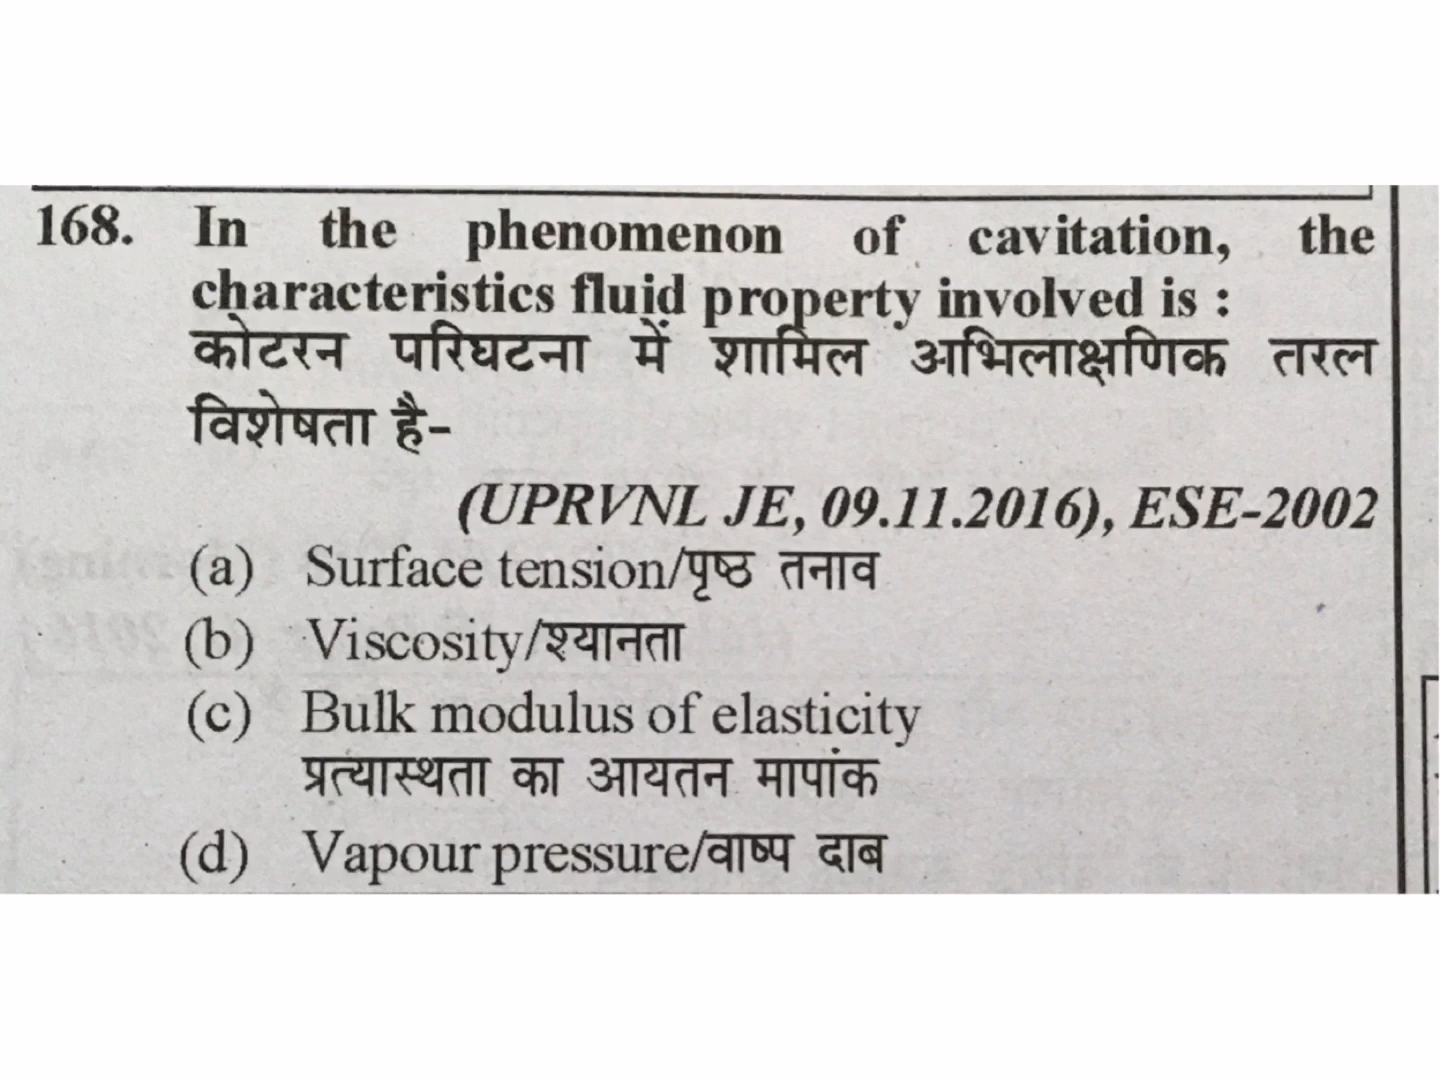 168. In the phenomenon of cavitation, the
characteristics fluid property involved is :
कोटरन परिघटना में शामिल अभिलाक्षणिक तरल
विशेषता है-
(UPRVNL JE, 09.11.2016), ESE-2002
(a) Surface tension/पृष्ठ तनाव
(b) Viscosity/श्यानता
(c) Bulk modulus of elasticity
प्रत्यास्थता का आयतन मापांक
(d) Vapour pressure/वाष्प दाब